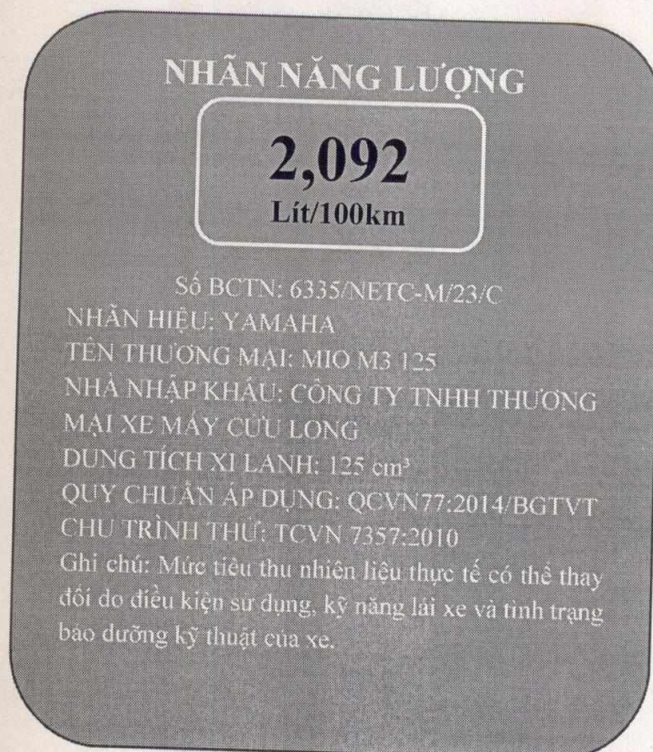 NHÃN NĂNG LƯỢNG
2,092
Lít/100km
Số BCTN: 6335/NETC-M/23/C
NHÃN HIỆU: YAMAHA
TÊN THƯƠNG MẠI: MIO M3 125
NHÀ NHẬP KHẨU: CÔNG TY TNHH THƯƠNG
MẠI XE MÁY CỬU LONG
DUNG TÍCH XI LANH: 125 cm³
QUY CHUẨN ÁP DỤNG: QCVN77:2014/BGTVT
CHU TRÌNH THỬ: TCVN 7357:2010
Ghi chú: Mức tiêu thu nhiên liệu thực tế có thể thay
đổi do điều kiện sử dụng, kỹ năng lái xe và tình trạng
bảo dưỡng kỹ thuật của xe.